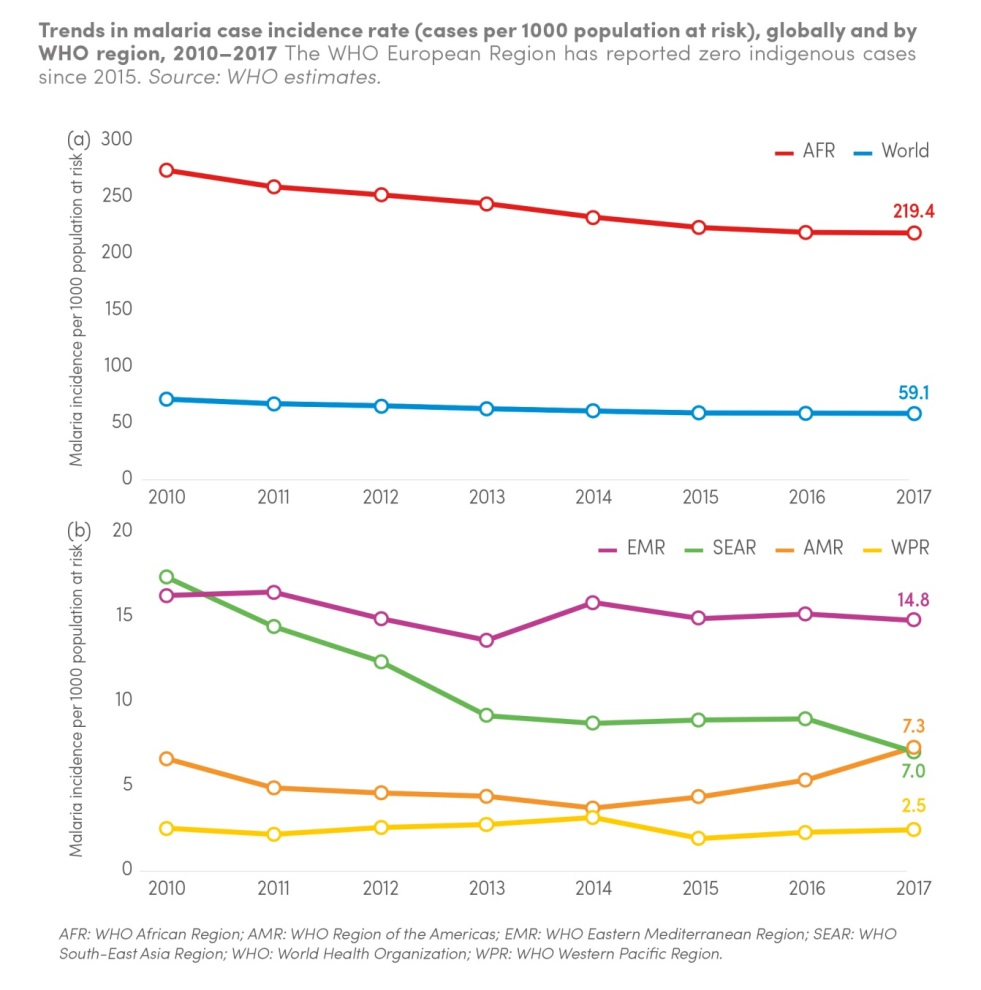 Trends in malaria case incidence rate (cases per 1000 population at risk), globally and by
WHO region, 2010–2017 The WHO European Region has reported zero indigenous cases
since 2015. Source: WHO estimates.
(a)
Malaria incidence per 1000 population at risk
300
250
200
150
100
50
0
AFR World
219.4
59.1
2010 2011 2012 2013 2014 2015 2016 2017
(b)
Malaria incidence per 1000 population at risk
20
15
10
5
0
EMR SEAR AMR WPR
14.8
7.3
7.0
2.5
2010 2011 2012 2013 2014 2015 2016 2017
AFR: WHO African Region; AMR: WHO Region of the Americas; EMR: WHO Eastern Mediterranean Region; SEAR: WHO
South-East Asia Region; WHO: World Health Organization; WPR: WHO Western Pacific Region.